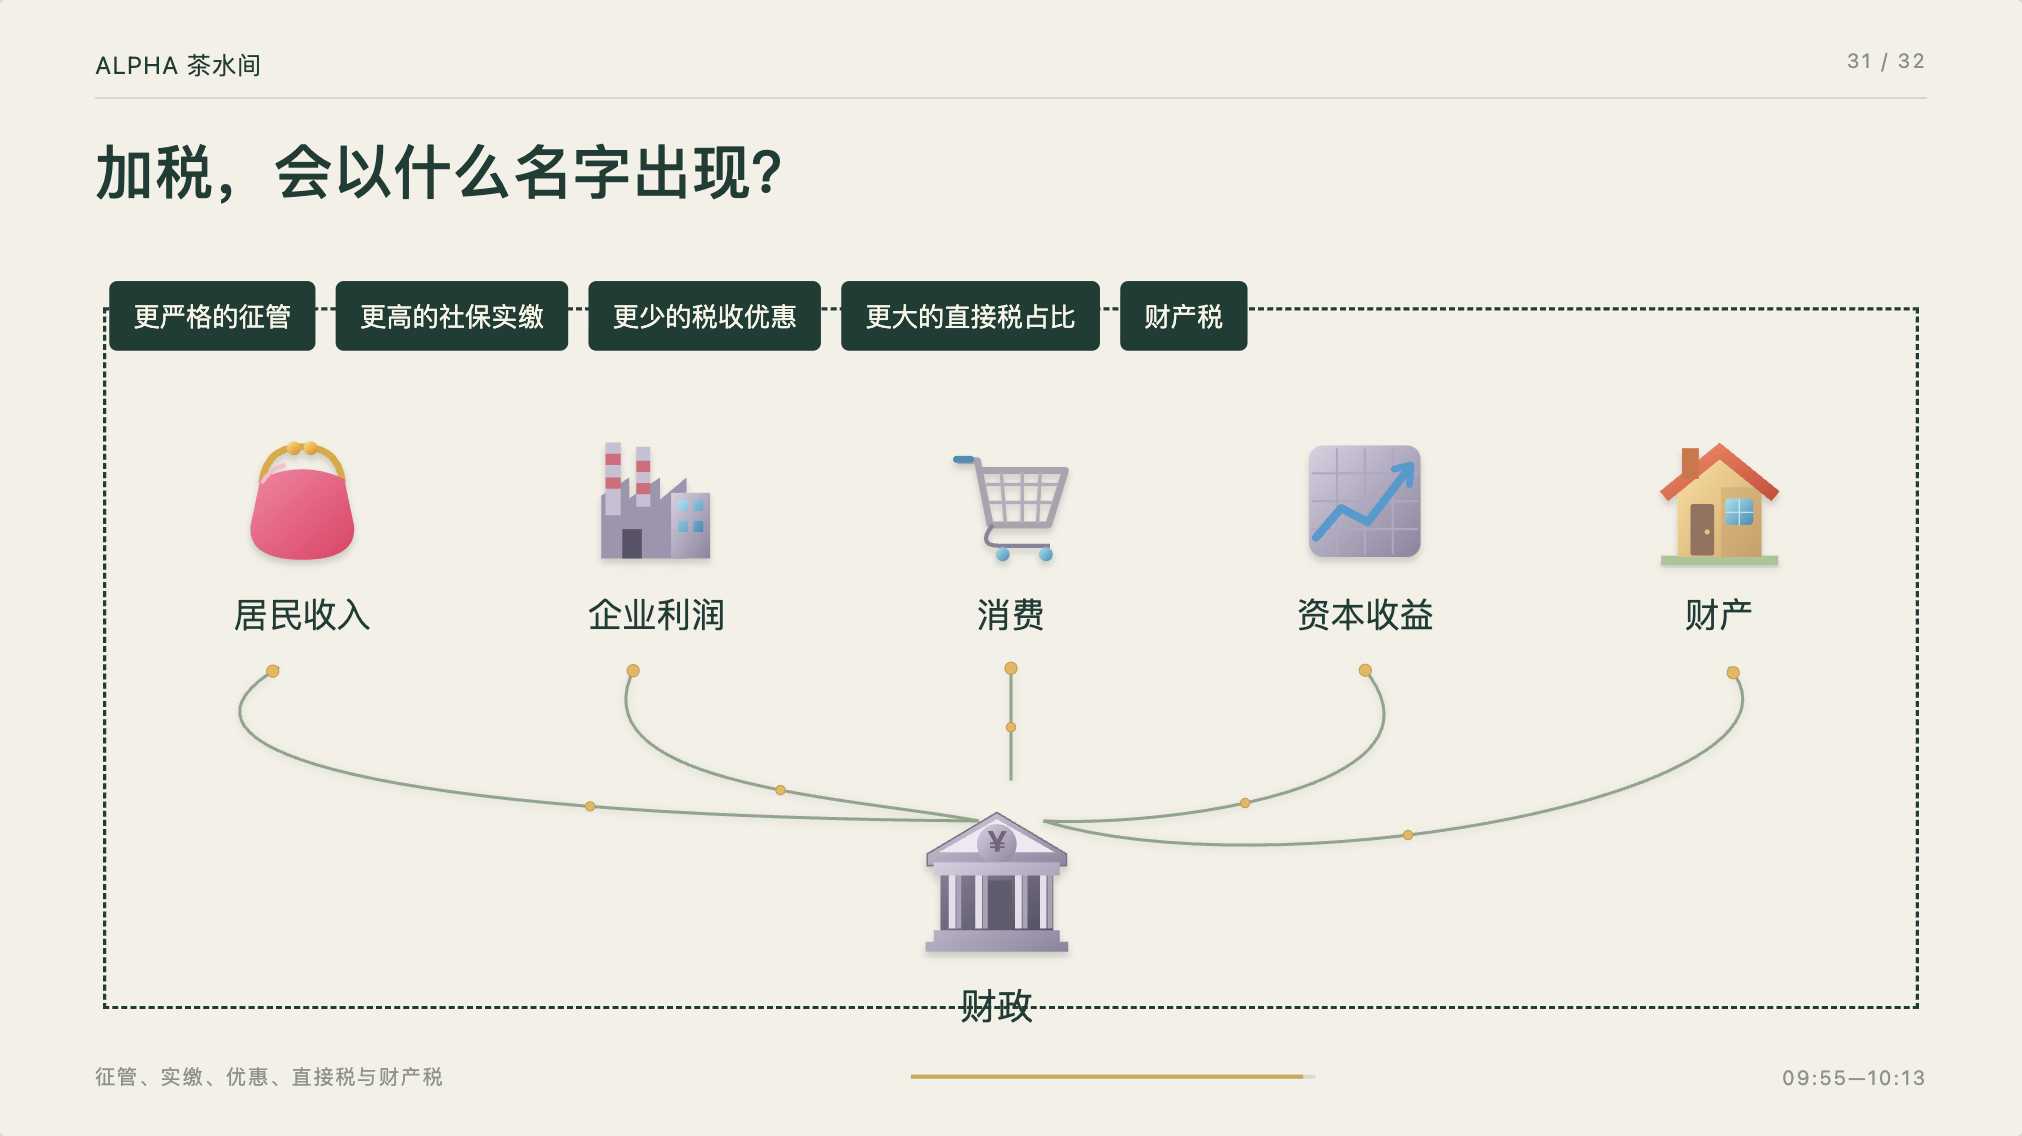 ALPHA 茶水间
31 / 32
加税，会以什么名字出现?
更严格的征管
更高的社保实缴
更少的税收优惠
更大的直接税占比
财产税
居民收入
企业利润
消费
资本收益
财产
¥
财政
征管、实缴、优惠、直接税与财产税
09:55—10:13